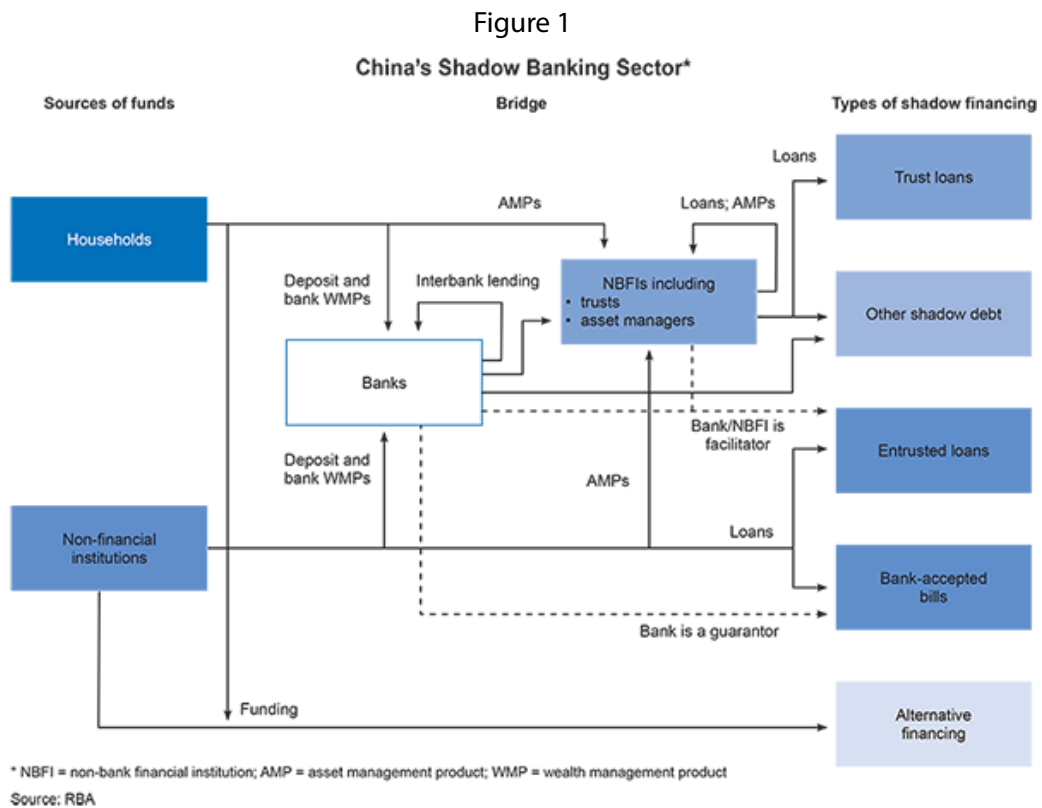 Figure 1
China's Shadow Banking Sector*
Sources of funds
Bridge
Types of shadow financing
Loans
Trust loans
AMPs
Loans; AMPs
Households
Deposit and
bank WMPs
Interbank lending
NBFIs including
• trusts
• asset managers
Other shadow debt
Banks
Bank/NBFI is
facilitator
Entrusted loans
Deposit and
bank WMPs
AMPs
Non-financial
institutions
Loans
Bank-accepted
bills
Bank is a guarantor
Funding
Alternative
financing
* NBFI = non-bank financial institution; AMP = asset management product; WMP = wealth management product
Source: RBA